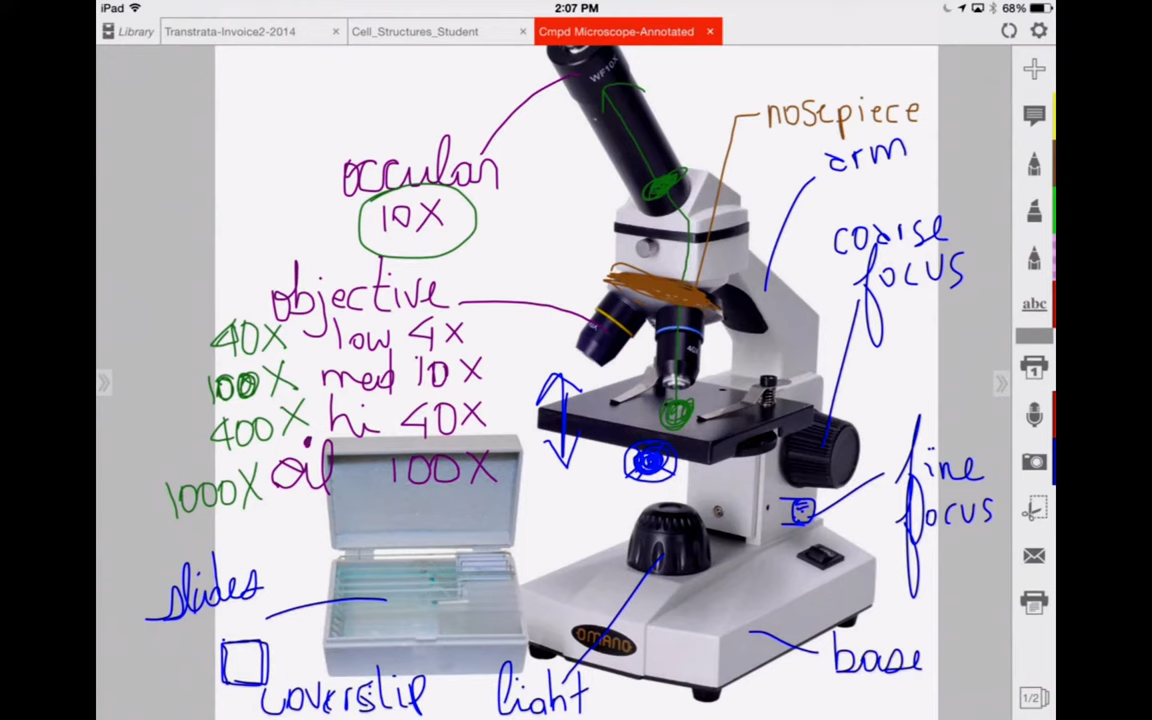 iPad
2:07 PM
68%
Library
Transtrata-Invoice2-2014
Cell_Structures_Student
Cmpd Microscope-Annotated
WF10X
nosepiece
arm
occular
10X
coarse
focus
objective
40X low 4X
100X med 10X
400X hi 40X
1000X oil 100X
fine
focus
abc
1
slides
OMANO
base
coverslip
light
1/2